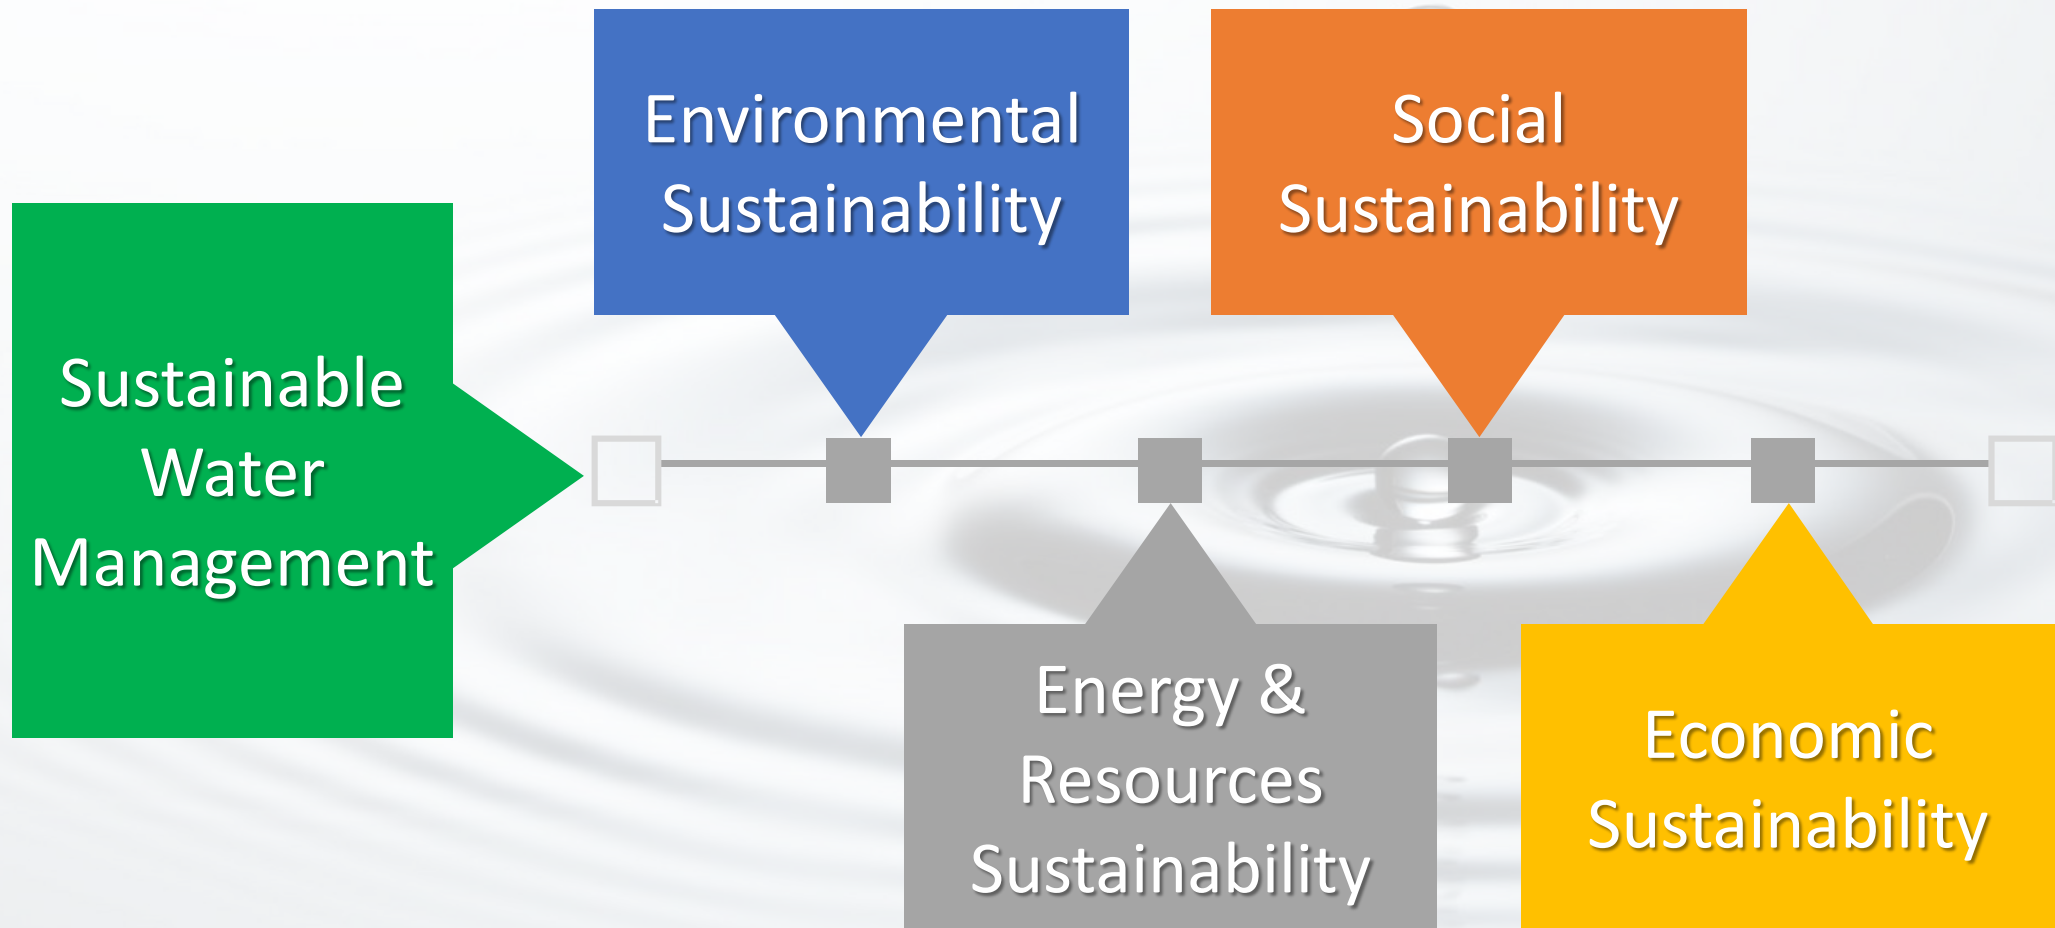 Sustainable
Water
Management
Environmental
Sustainability
Energy &
Resources
Sustainability
Social
Sustainability
Economic
Sustainability